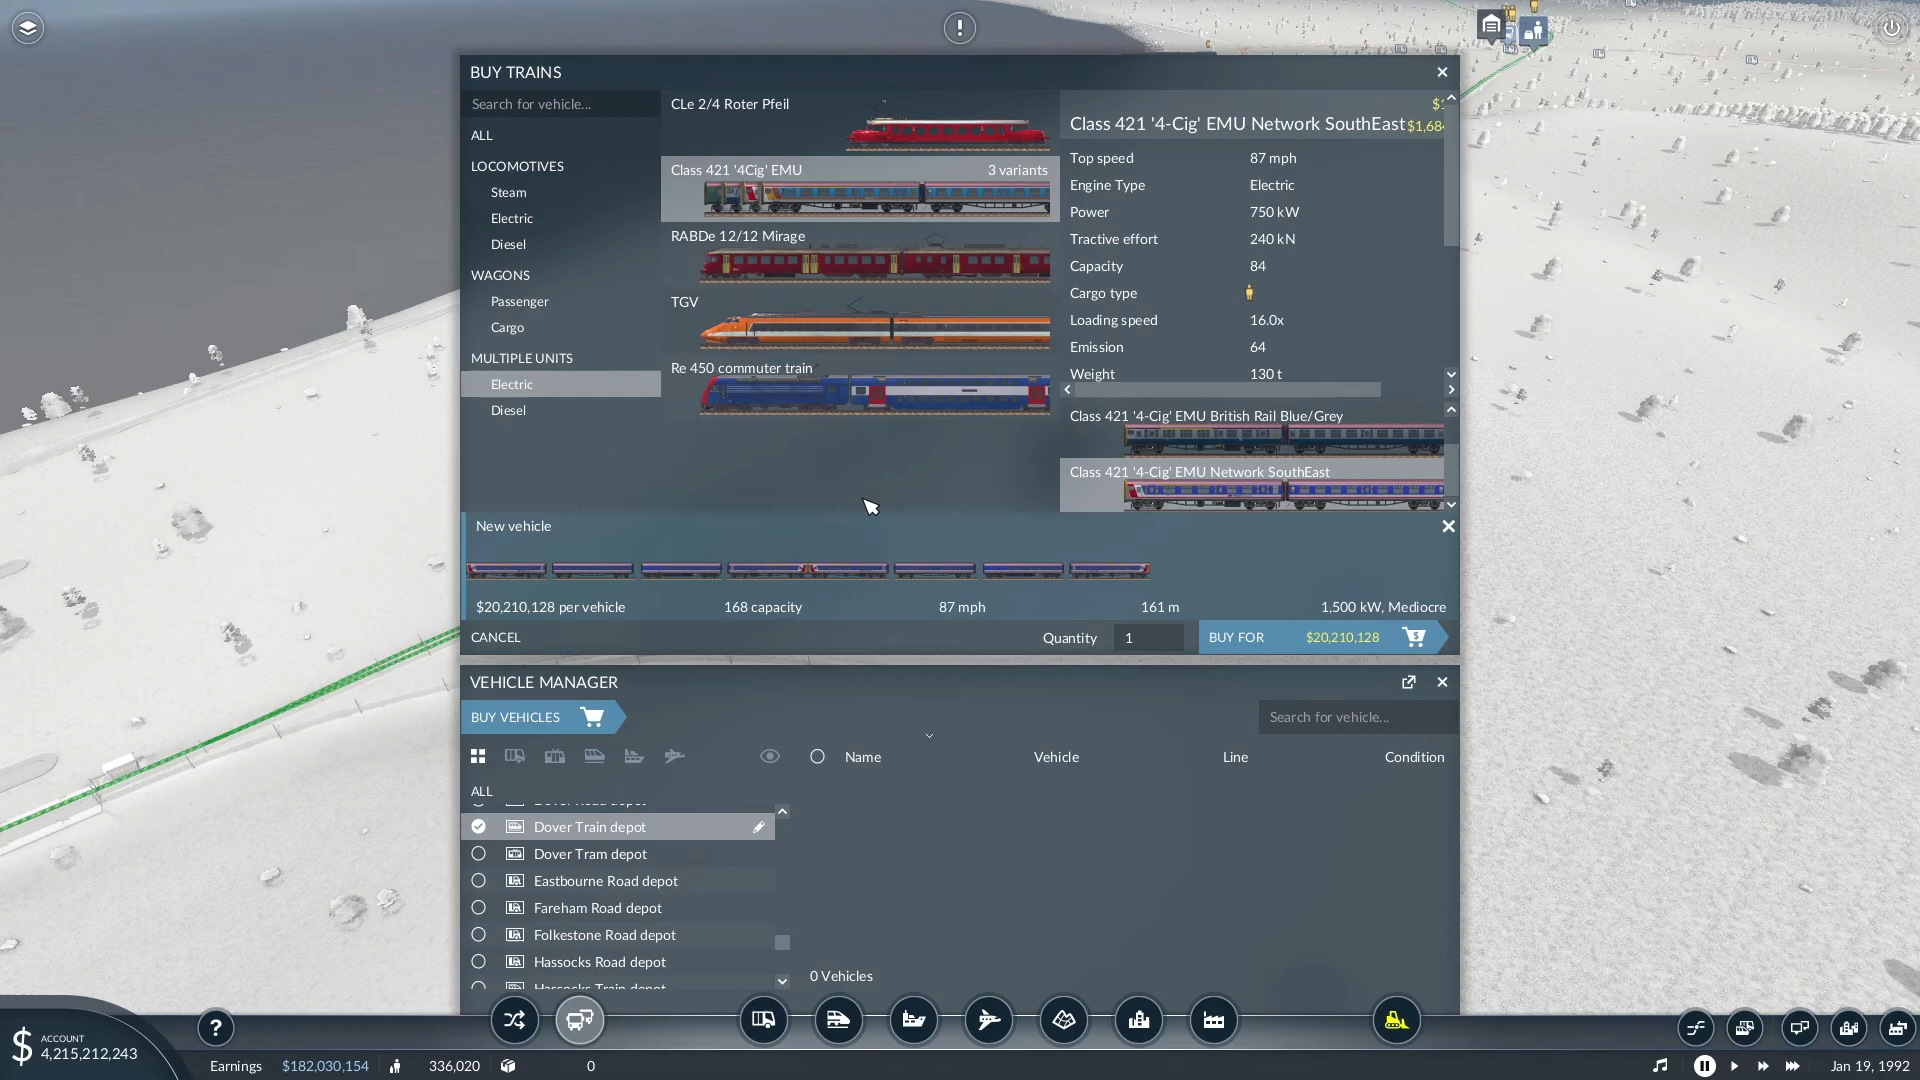 BUY TRAINS
Search for vehicle...
ALL
LOCOMOTIVES
Steam
Electric
Diesel
WAGONS
Passenger
Cargo
MULTIPLE UNITS
Electric
Diesel
CLe 2/4 Roter Pfeil
Class 421 '4Cig' EMU 3 variants
RABDe 12/12 Mirage
TGV
Re 450 commuter train
Class 421 '4-Cig' EMU Network SouthEast
Top speed 87 mph
Engine Type Electric
Power 750 kW
Tractive effort 240 kN
Capacity 84
Cargo type
Loading speed 16.0x
Emission 64
Weight 130 t
Class 421 '4-Cig' EMU British Rail Blue/Grey
Class 421 '4-Cig' EMU Network SouthEast
New vehicle
$20,210,128 per vehicle 168 capacity 87 mph 161 m 1,500 kW, Mediocre
CANCEL Quantity 1 BUY FOR $20,210,128
VEHICLE MANAGER
BUY VEHICLES Search for vehicle...
Name Vehicle Line Condition
ALL
Dover Road depot
Dover Train depot
Dover Tram depot
Eastbourne Road depot
Fareham Road depot
Folkestone Road depot
Hassocks Road depot
Hassocks Train depot
0 Vehicles
$ ACCOUNT
4,215,212,243
?
Earnings $182,030,154 336,020 0
Jan 19, 1992